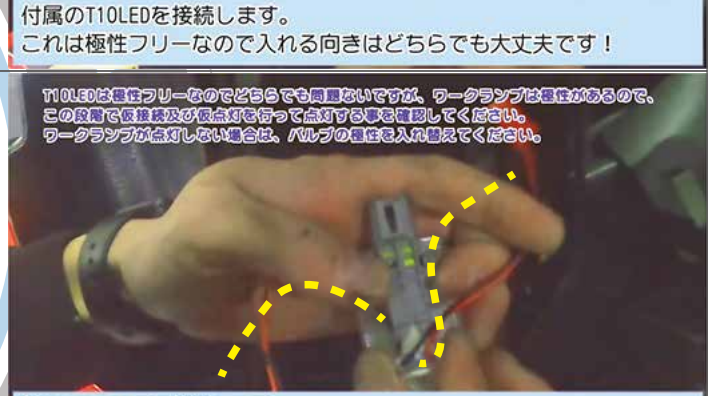 付属のT10LEDを接続します。
これは極性フリーなので入れる向きはどちらでも大丈夫です！
T10LEDは極性フリーなのでどちらでも問題ないですが、ワークランプは極性があるので、
この段階で仮接続及び仮点灯を行って点灯する事を確認してください。
ワークランプが点灯しない場合は、バルブの極性を入れ替えてください。